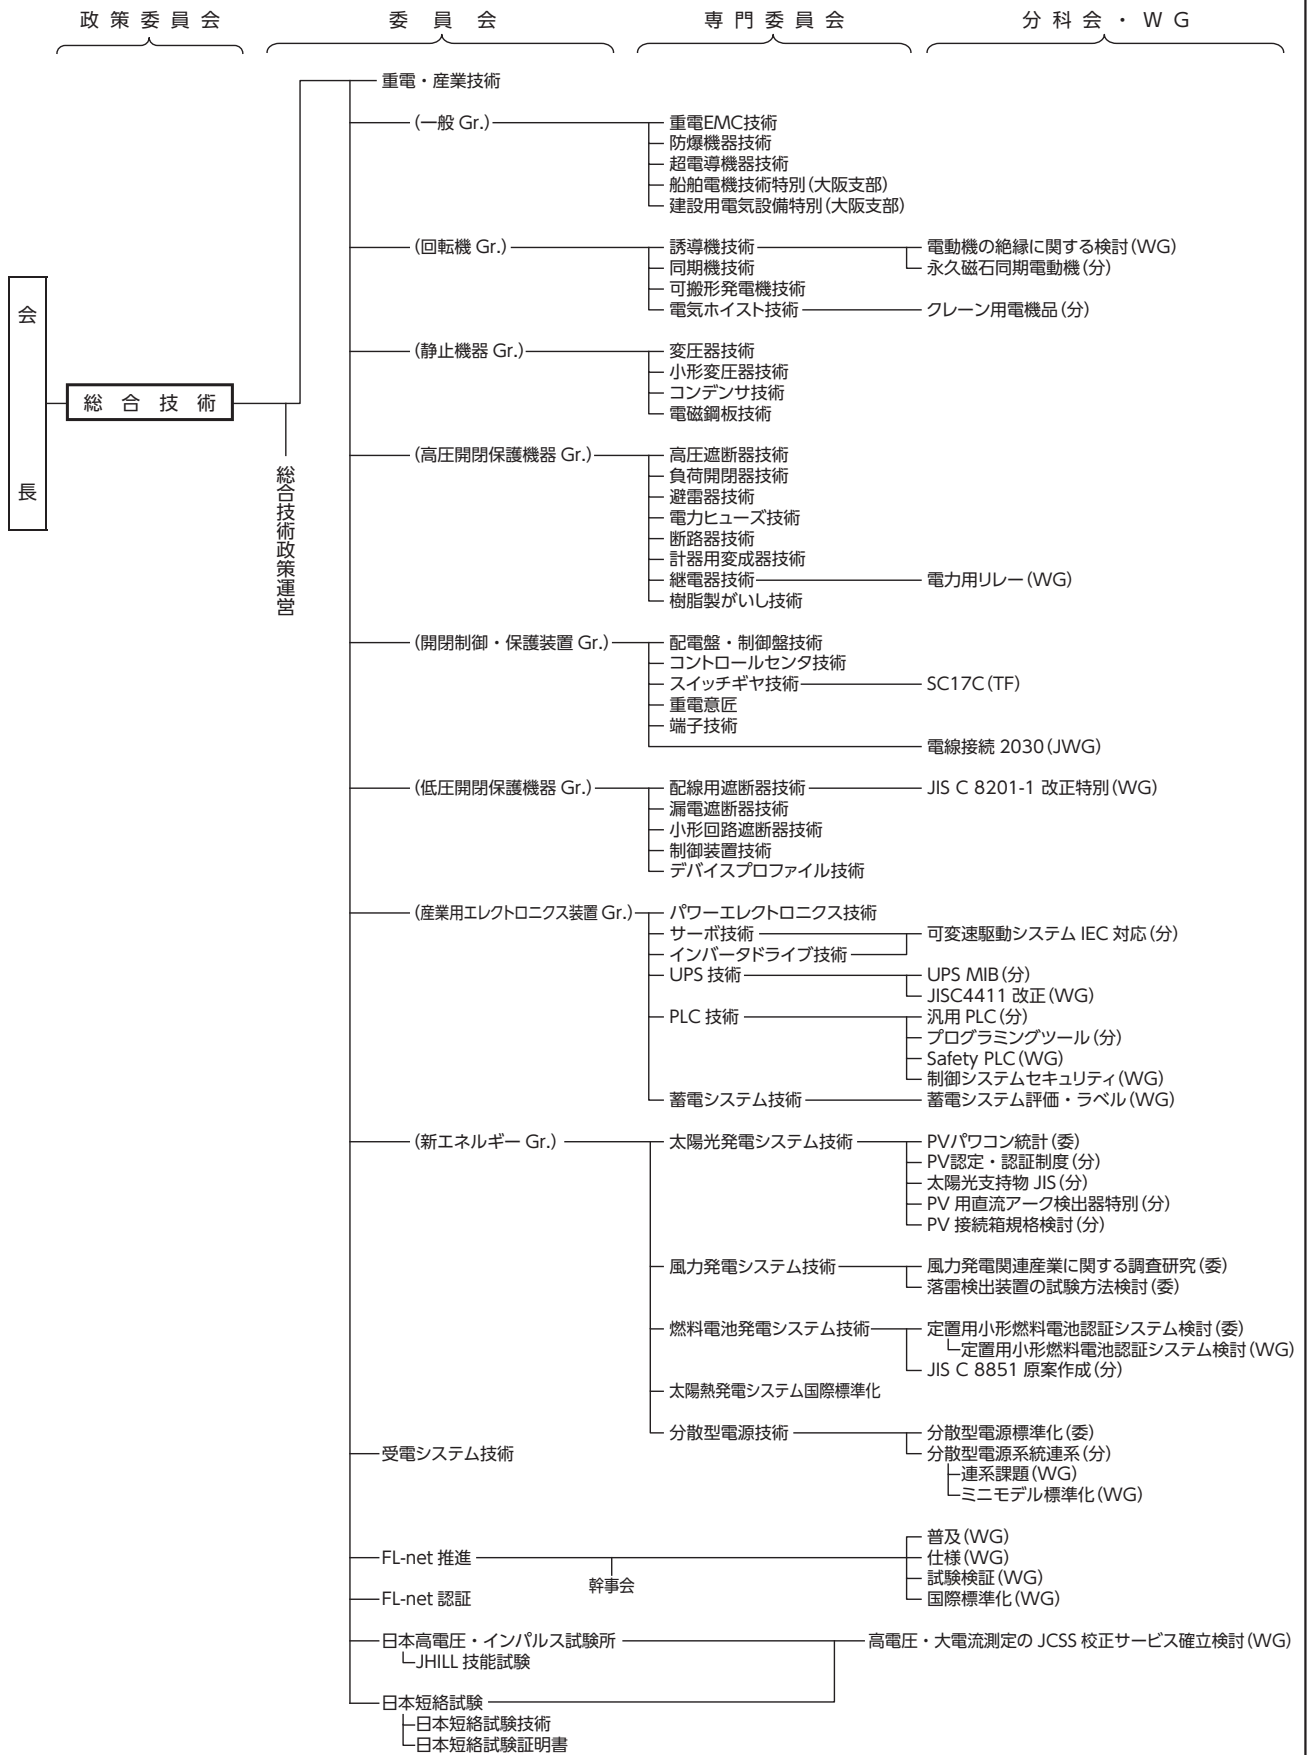 政策委員会 委員会 専門委員会 分科会・WG
重電・産業技術
(一般 Gr.) 重電EMC技術
防爆機器技術
超電導機器技術
船舶電機技術特別(大阪支部)
建設用電気設備特別(大阪支部)
(回転機 Gr.) 誘導機技術 電動機の絶縁に関する検討(WG)
同期機技術 永久磁石同期電動機(分)
可搬形発電機技術
電気ホイスト技術 クレーン用電機品(分)
会長
(静止機器 Gr.) 変圧器技術
小形変圧器技術
コンデンサ技術
総合技術
電磁鋼板技術
総合技術政策運営
(高圧開閉保護機器 Gr.) 高圧遮断器技術
負荷開閉器技術
避雷器技術
電力ヒューズ技術
断路器技術
計器用変成器技術
継電器技術 電力用リレー(WG)
樹脂製がいし技術
(開閉制御・保護装置 Gr.) 配電盤・制御盤技術
コントロールセンタ技術
スイッチギヤ技術 SC17C(TF)
重電意匠
端子技術
電線接続 2030(JWG)
(低圧開閉保護機器 Gr.) 配線用遮断器技術 JIS C 8201-1 改正特別(WG)
漏電遮断器技術
小形回路遮断器技術
制御装置技術
デバイスプロファイル技術
(産業用エレクトロニクス装置 Gr.) パワーエレクトロニクス技術
サーボ技術 可変速駆動システム IEC 対応(分)
インバータドライブ技術
UPS 技術 UPS MIB(分)
JISC4411 改正(WG)
PLC 技術 汎用 PLC(分)
プログラミングツール(分)
Safety PLC(WG)
制御システムセキュリティ(WG)
蓄電システム技術 蓄電システム評価・ラベル(WG)
(新エネルギー Gr.) 太陽光発電システム技術 PVパワコン統計(委)
PV認定・認証制度(分)
太陽光支持物 JIS(分)
PV 用直流アーク検出器特別(分)
PV 接続箱規格検討(分)
風力発電システム技術 風力発電関連産業に関する調査研究(委)
落雷検出装置の試験方法検討(委)
燃料電池発電システム技術 定置用小形燃料電池認証システム検討(委)
定置用小形燃料電池認証システム検討(WG)
JIS C 8851 原案作成(分)
太陽熱発電システム国際標準化
分散型電源技術 分散型電源標準化(委)
受電システム技術 分散型電源系統連系(分)
連系課題(WG)
ミニモデル標準化(WG)
普及(WG)
FL-net 推進 幹事会 仕様(WG)
試験検証(WG)
FL-net 認証 国際標準化(WG)
日本高電圧・インパルス試験所 高電圧・大電流測定の JCSS 校正サービス確立検討(WG)
JHILL 技能試験
日本短絡試験
日本短絡試験技術
日本短絡試験証明書